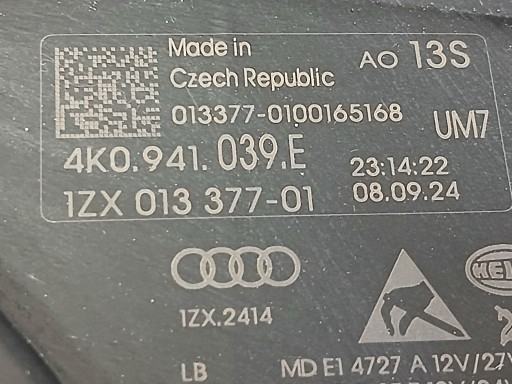 Made in AO 13S
Czech Republic
013377-0100165168 UM7
4K0.941.039.E 23:14:22
1ZX 013 377-01 08.09.24
1ZX.2414
LB MD E1 4727 A 12V/27V